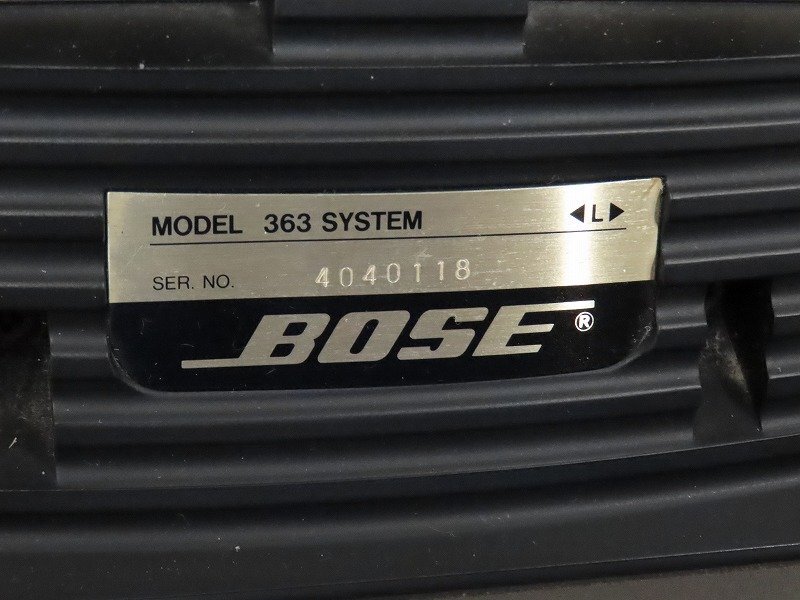 MODEL 363 SYSTEM ◀L▶
SER. NO. 4040118
BOSE®